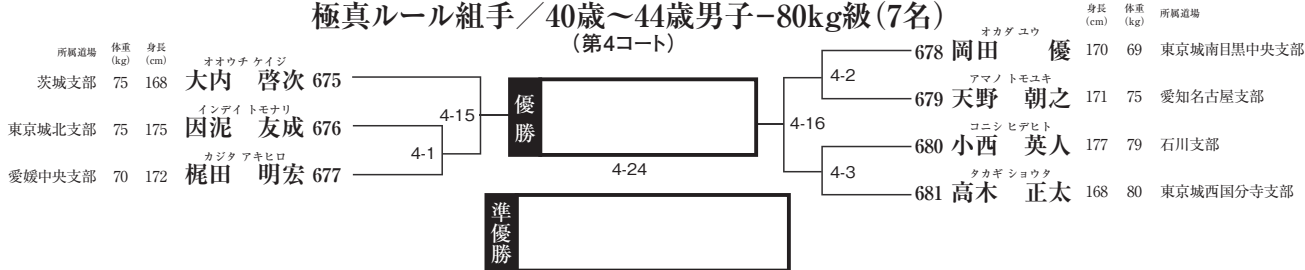 極真ルール組手／40歳～44歳男子-80kg級(7名)
(第4コート)
所属道場 体重(kg) 身長(cm)
オオウチ ケイジ
茨城支部 75 168 大内 啓次 675
インデイ トモナリ
東京城北支部 75 175 因泥 友成 676
カジタ アキヒロ
愛媛中央支部 70 172 梶田 明宏 677
4-15
4-1
優勝
4-24
準優勝
身長(cm) 体重(kg) 所属道場
オカダ ユウ
678 岡田 優 170 69 東京城南目黒中央支部
アマノ トモユキ
679 天野 朝之 171 75 愛知名古屋支部
コニシ ヒデヒト
680 小西 英人 177 79 石川支部
タカギ ショウタ
681 高木 正太 168 80 東京城西国分寺支部
4-2
4-16
4-3